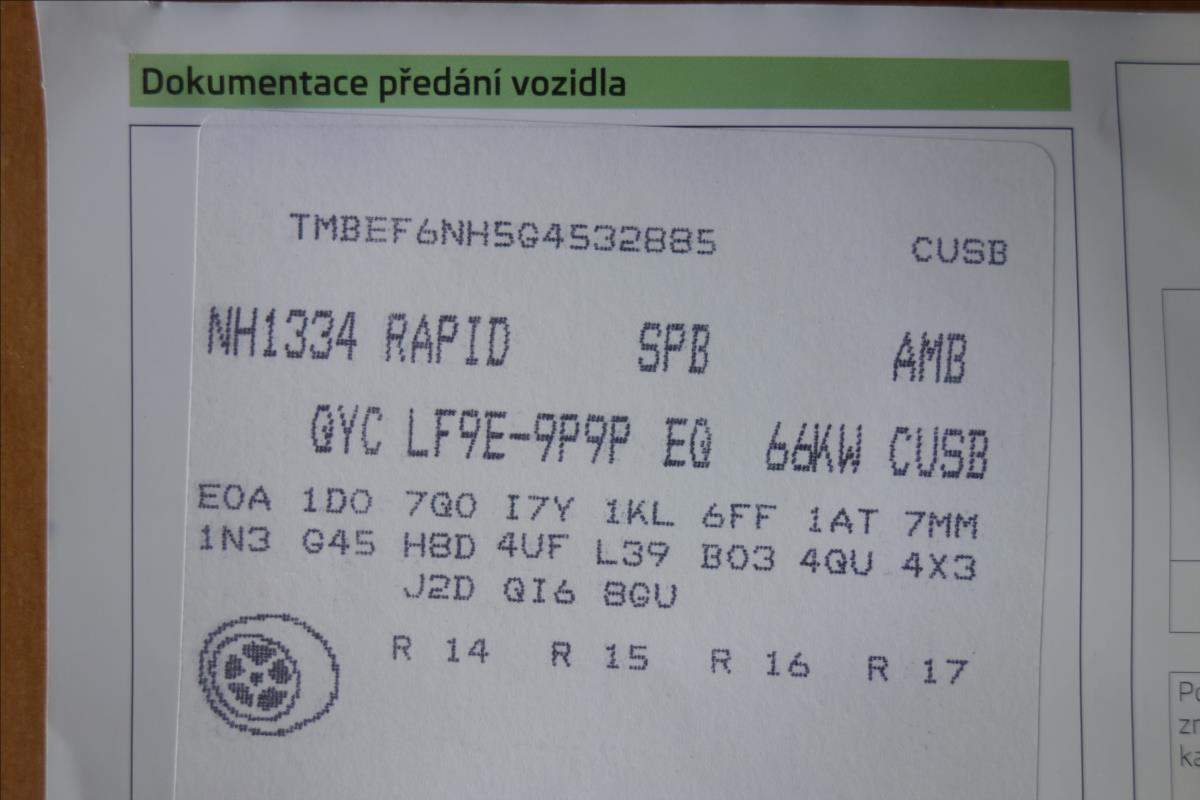 Dokumentace předání vozidla
TMBEF6NH5G4532885 CUSB
NH1334 RAPID SPB AMB
QYC LF9E-9P9P EQ 66KW CUSB
E0A 1D0 7Q0 I7Y 1KL 6FF 1AT 7MM
1N3 G45 H8D 4UF L39 B03 4QU 4X3
J2D QI6 8GU
R 14 R 15 R 16 R 17